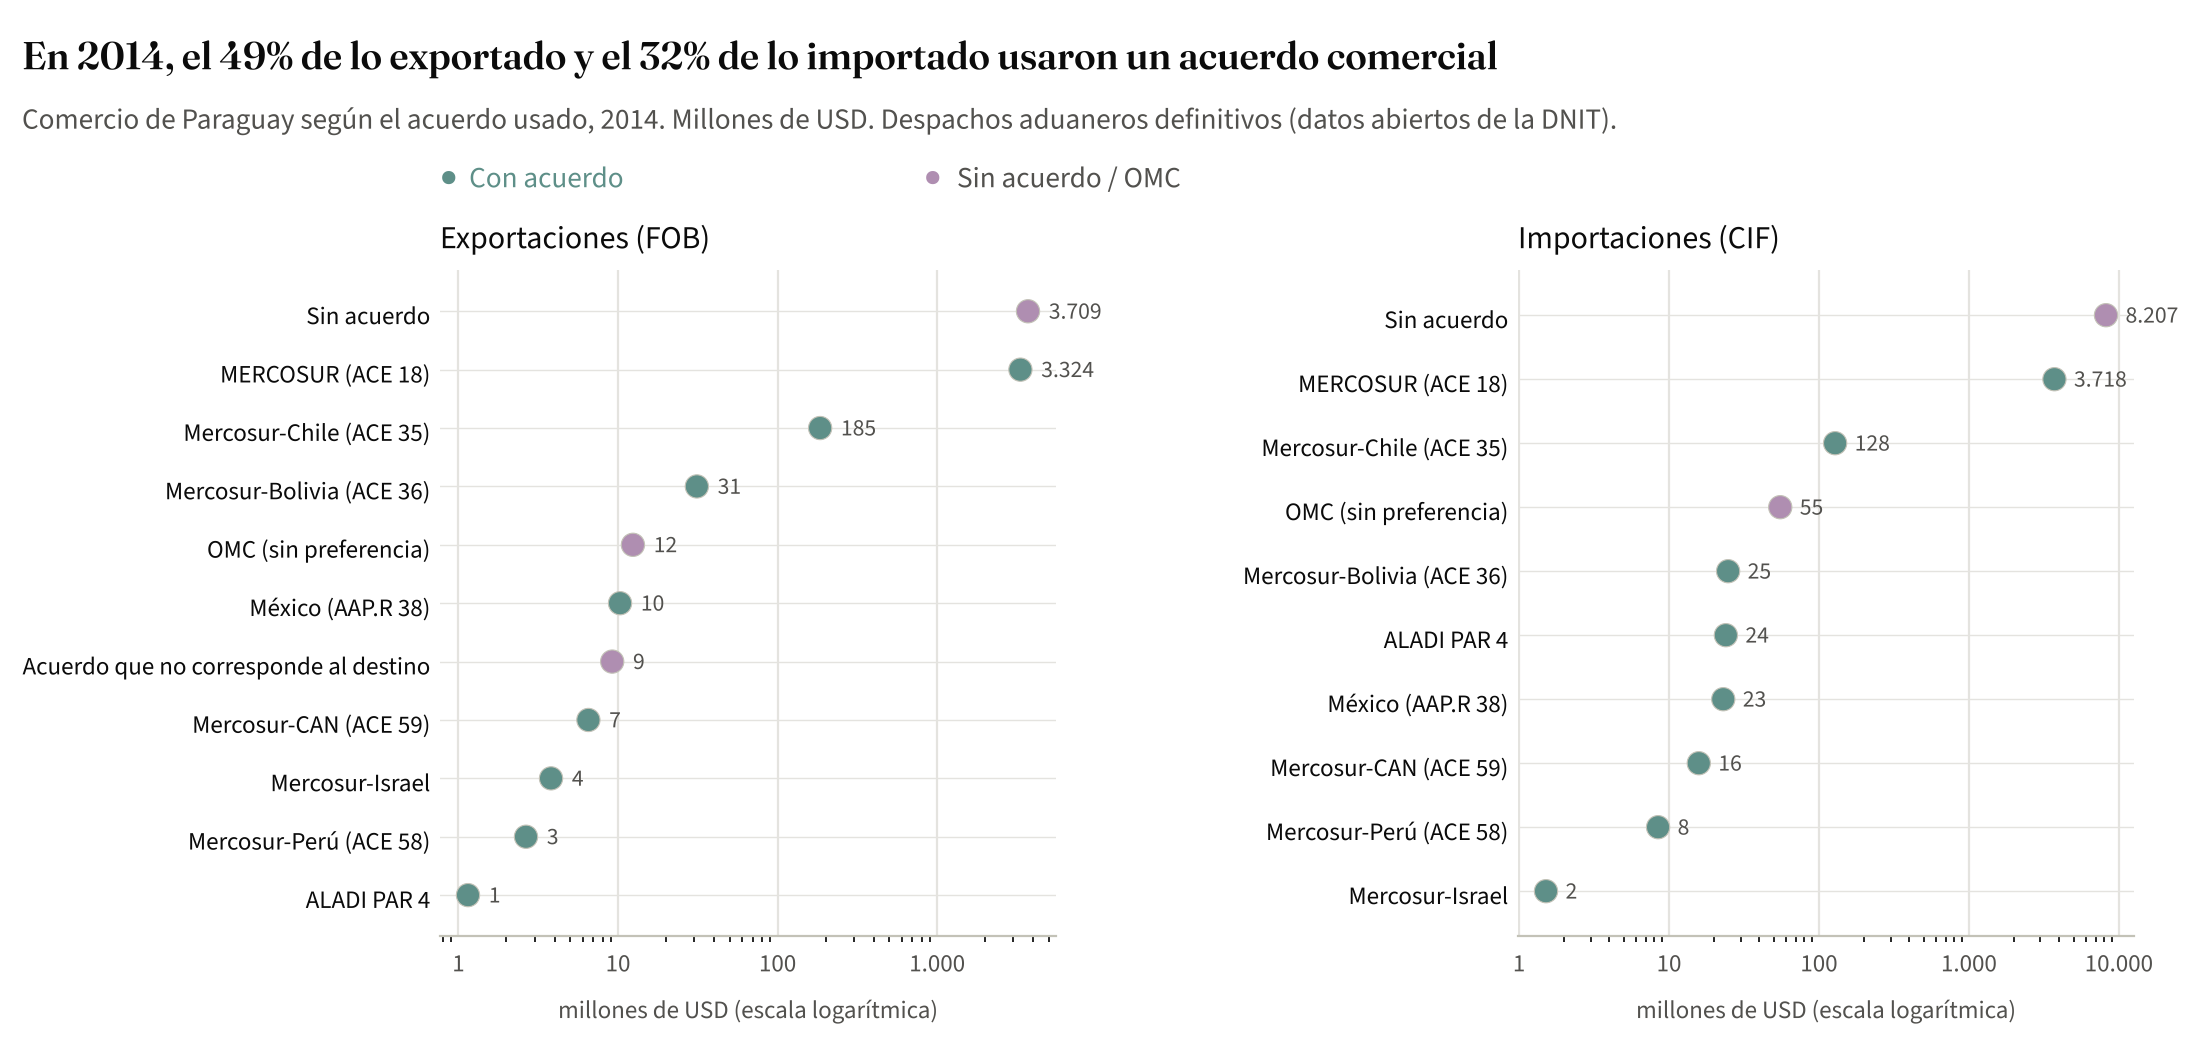 En 2014, el 49% de lo exportado y el 32% de lo importado usaron un acuerdo comercial
Comercio de Paraguay según el acuerdo usado, 2014. Millones de USD. Despachos aduaneros definitivos (datos abiertos de la DNIT).
Con acuerdo
Sin acuerdo / OMC
Exportaciones (FOB)
Sin acuerdo 3.709
MERCOSUR (ACE 18) 3.324
Mercosur-Chile (ACE 35) 185
Mercosur-Bolivia (ACE 36) 31
OMC (sin preferencia) 12
México (AAP.R 38) 10
Acuerdo que no corresponde al destino 9
Mercosur-CAN (ACE 59) 7
Mercosur-Israel 4
Mercosur-Perú (ACE 58) 3
ALADI PAR 4 1
1 10 100 1.000
millones de USD (escala logarítmica)
Importaciones (CIF)
Sin acuerdo 8.207
MERCOSUR (ACE 18) 3.718
Mercosur-Chile (ACE 35) 128
OMC (sin preferencia) 55
Mercosur-Bolivia (ACE 36) 25
ALADI PAR 4 24
México (AAP.R 38) 23
Mercosur-CAN (ACE 59) 16
Mercosur-Perú (ACE 58) 8
Mercosur-Israel 2
1 10 100 1.000 10.000
millones de USD (escala logarítmica)